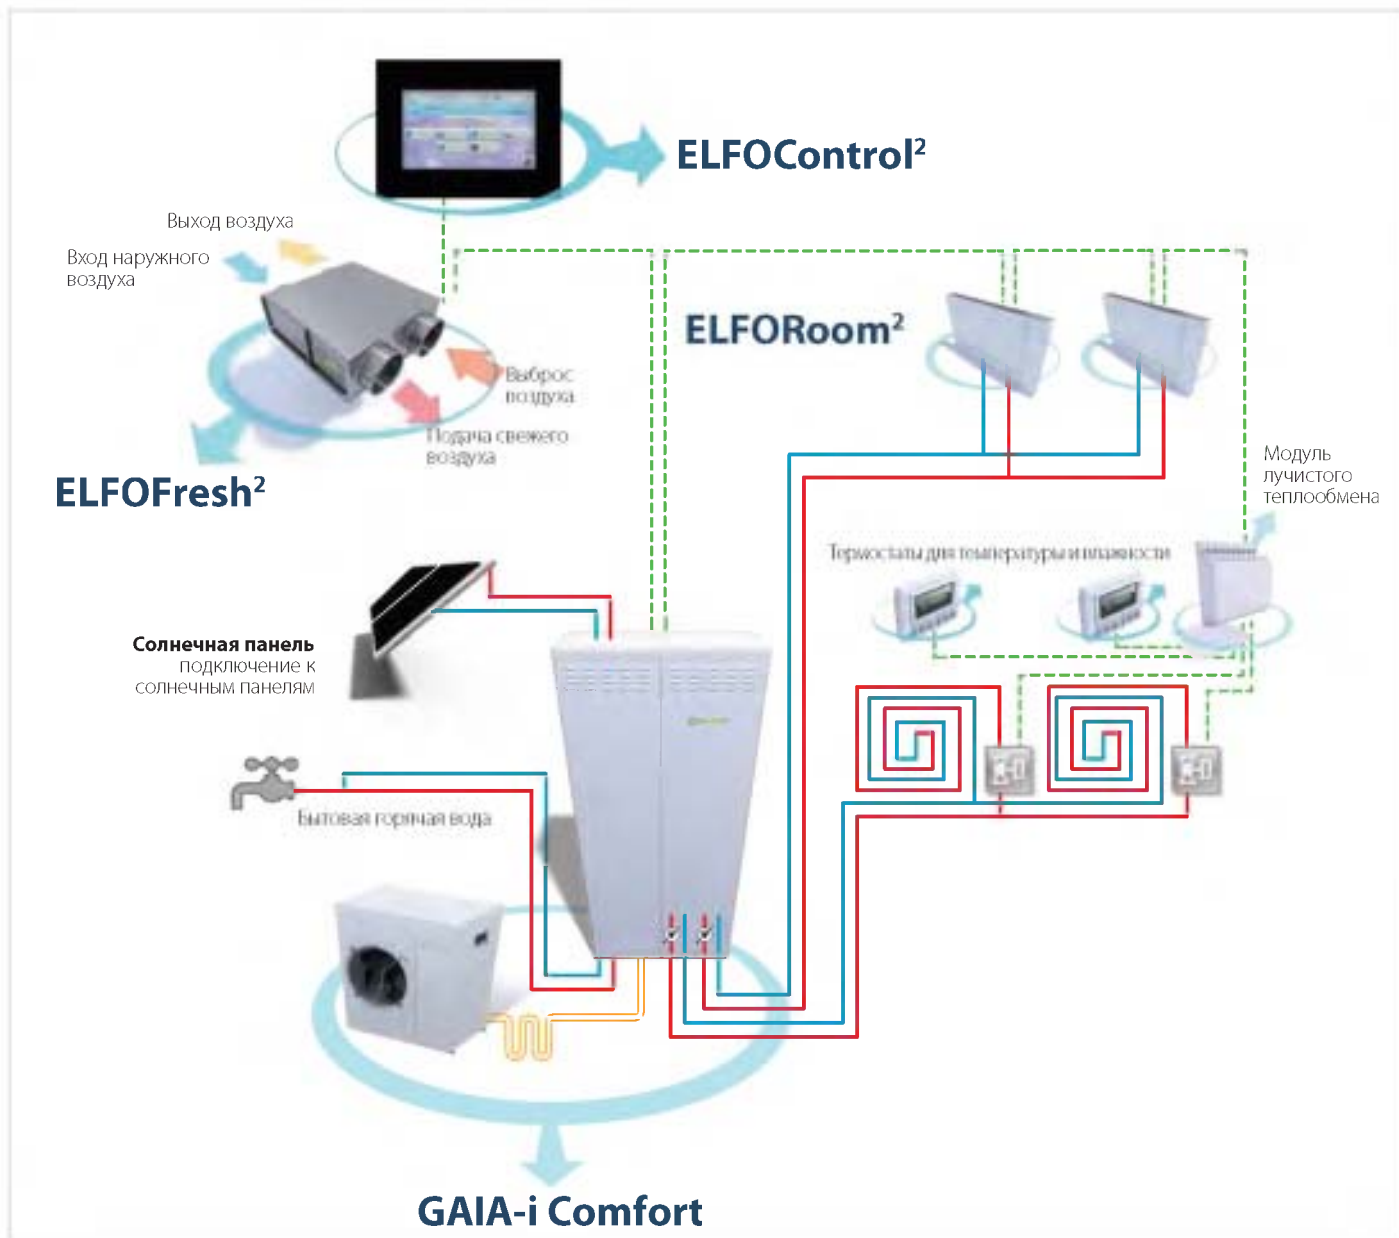 ELFOControl²
Выход воздуха
Вход наружного
воздуха
ELFORoom²
Выброс
воздуха
Подача свежего
воздуха
ELFOFresh²
Модуль
лучистого
теплообмена
Термостаты для температуры и влажности
Солнечная панель
подключение к
солнечным панелям
Бытовая горячая вода
GAIA-i Comfort